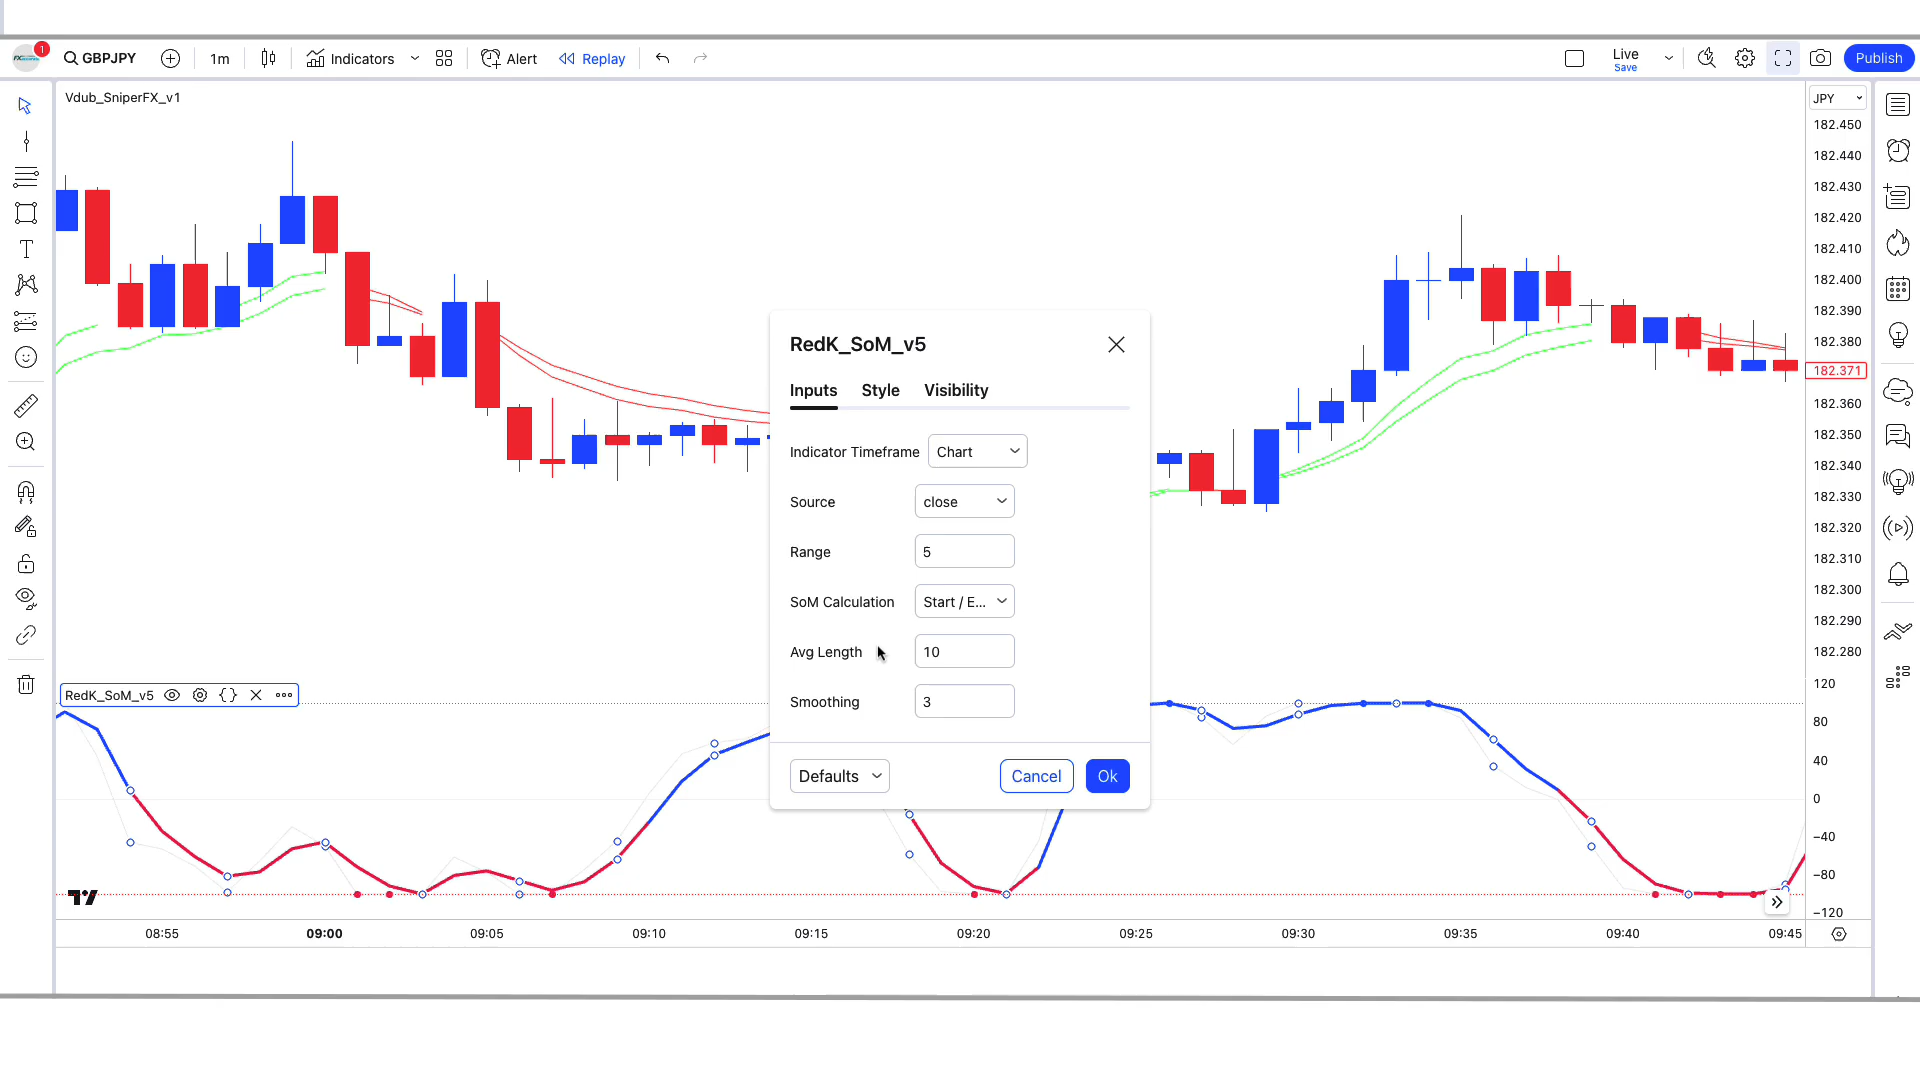 1
GBPJPY
1m
Indicators
Alert
Replay
Live
Save
Publish
Vdub_SniperFX_v1
JPY
182.450
182.440
182.430
182.420
182.410
182.400
182.390
182.380
182.371
182.360
182.350
182.340
182.330
182.320
182.310
182.300
182.290
182.280
RedK_SoM_v5
Inputs
Style
Visibility
Indicator Timeframe
Chart
Source
close
Range
5
SoM Calculation
Start / E...
Avg Length
10
Smoothing
3
Defaults
Cancel
Ok
RedK_SoM_v5
120
80
40
0
−40
−80
−120
08:55
09:00
09:05
09:10
09:15
09:20
09:25
09:30
09:35
09:40
09:45